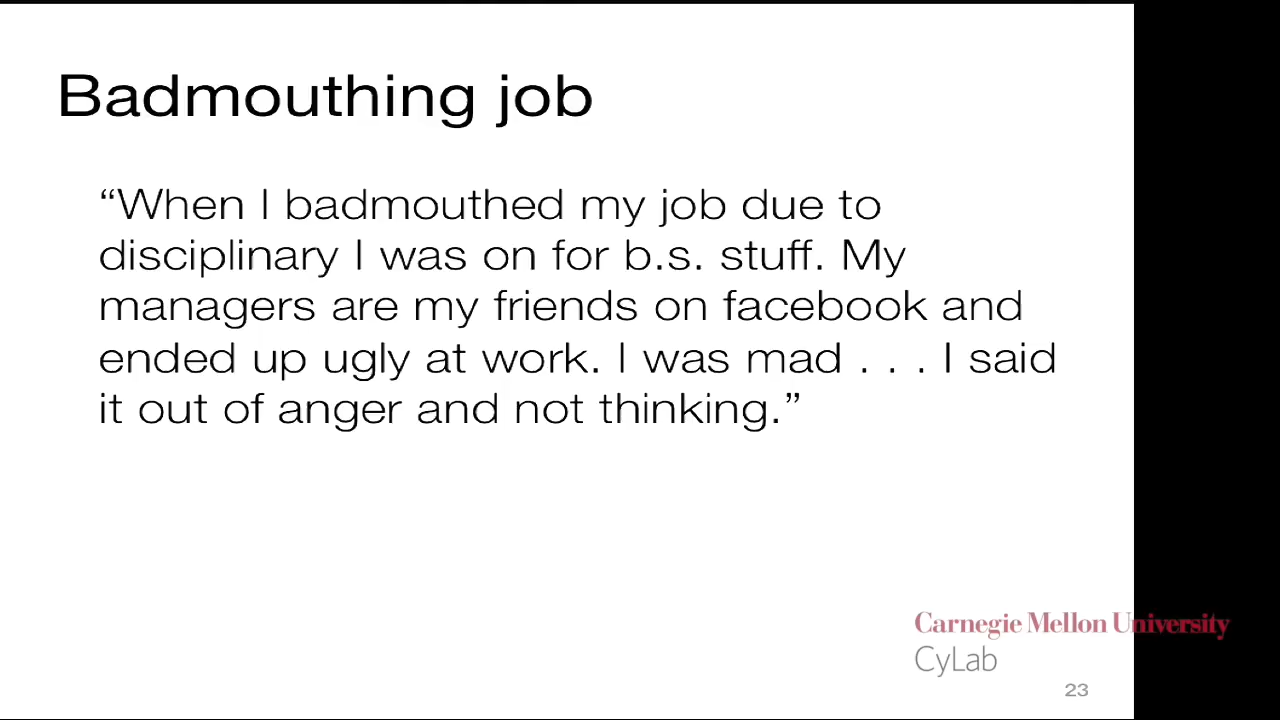 Badmouthing job
“When I badmouthed my job due to
disciplinary I was on for b.s. stuff. My
managers are my friends on facebook and
ended up ugly at work. I was mad . . . I said
it out of anger and not thinking.”
Carnegie Mellon University
CyLab
23